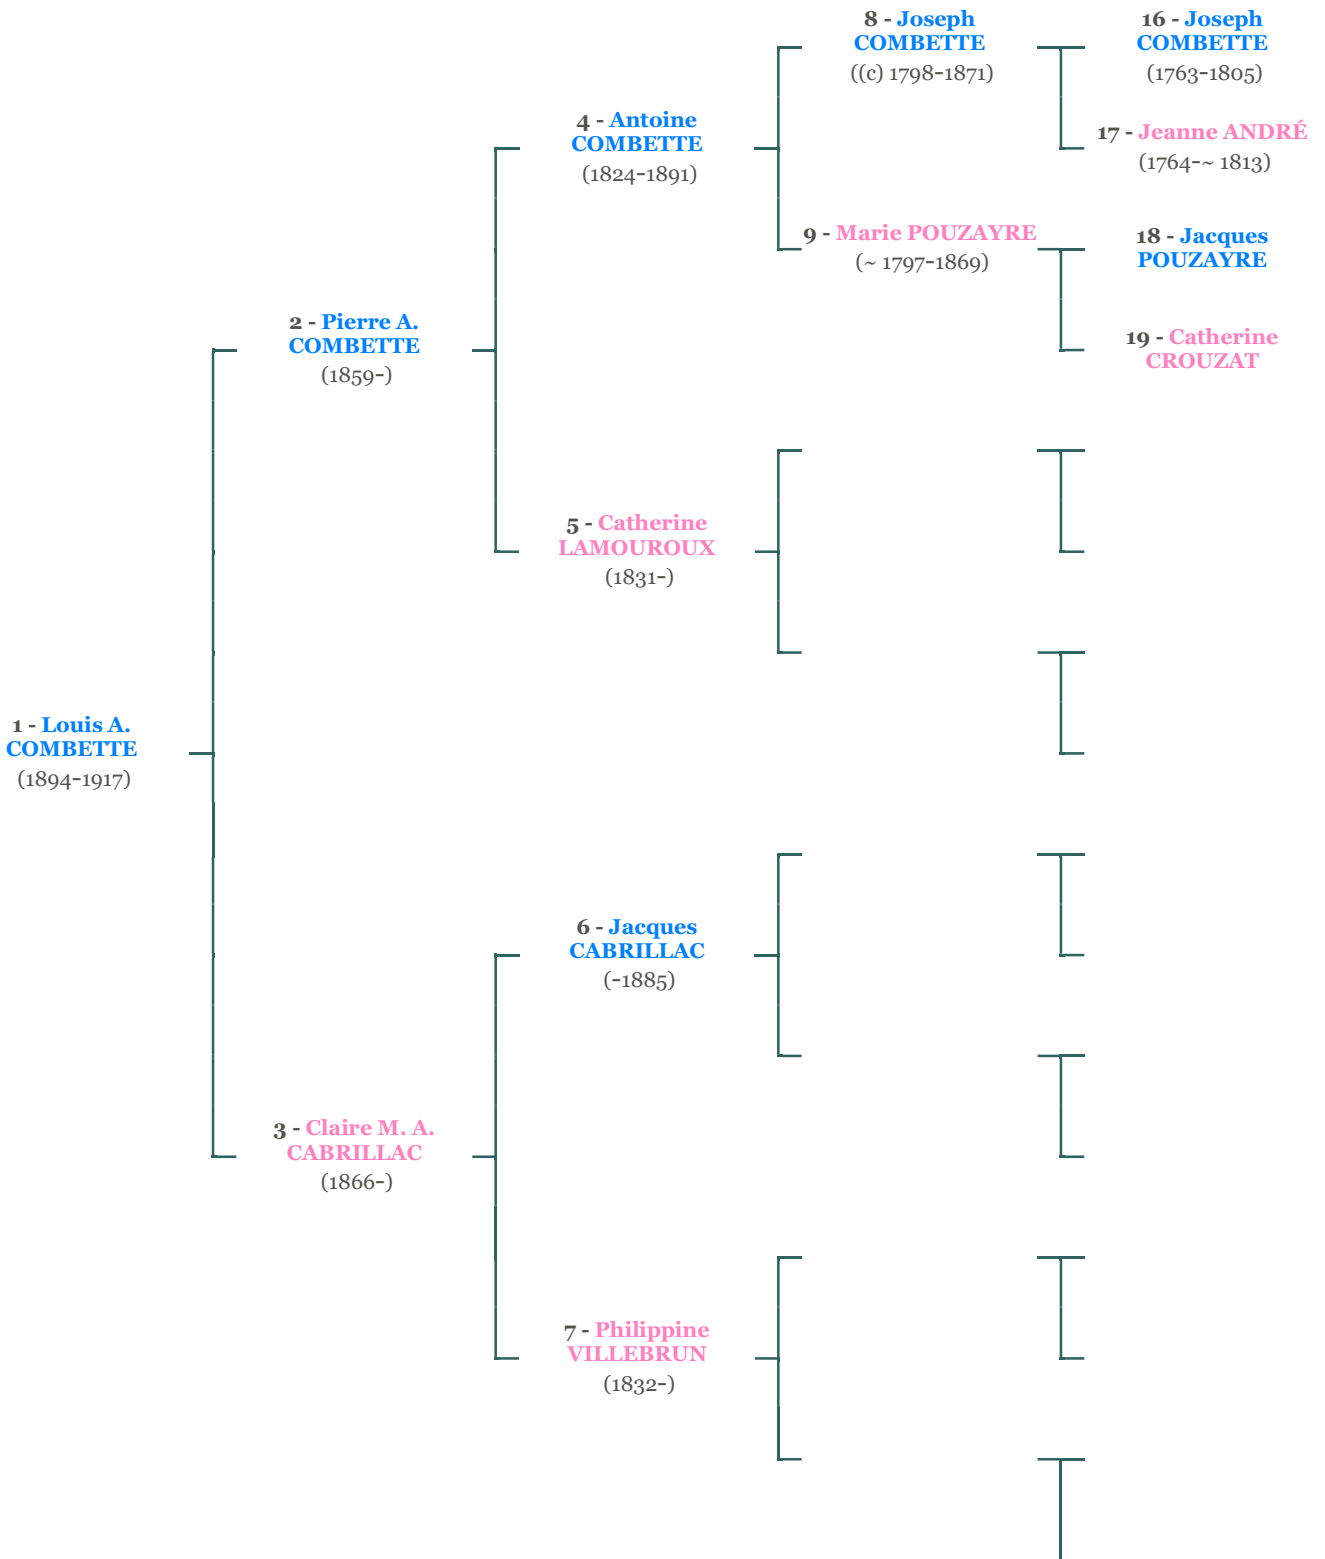 8 - Joseph
COMBETTE
((c) 1798-1871)
16 - Joseph
COMBETTE
(1763-1805)
4 - Antoine
COMBETTE
(1824-1891)
17 - Jeanne ANDRÉ
(1764-~ 1813)
9 - Marie POUZAYRE
(~ 1797-1869)
18 - Jacques
POUZAYRE
2 - Pierre A.
COMBETTE
(1859-)
19 - Catherine
CROUZAT
5 - Catherine
LAMOUROUX
(1831-)
1 - Louis A.
COMBETTE
(1894-1917)
6 - Jacques
CABRILLAC
(-1885)
3 - Claire M. A.
CABRILLAC
(1866-)
7 - Philippine
VILLEBRUN
(1832-)